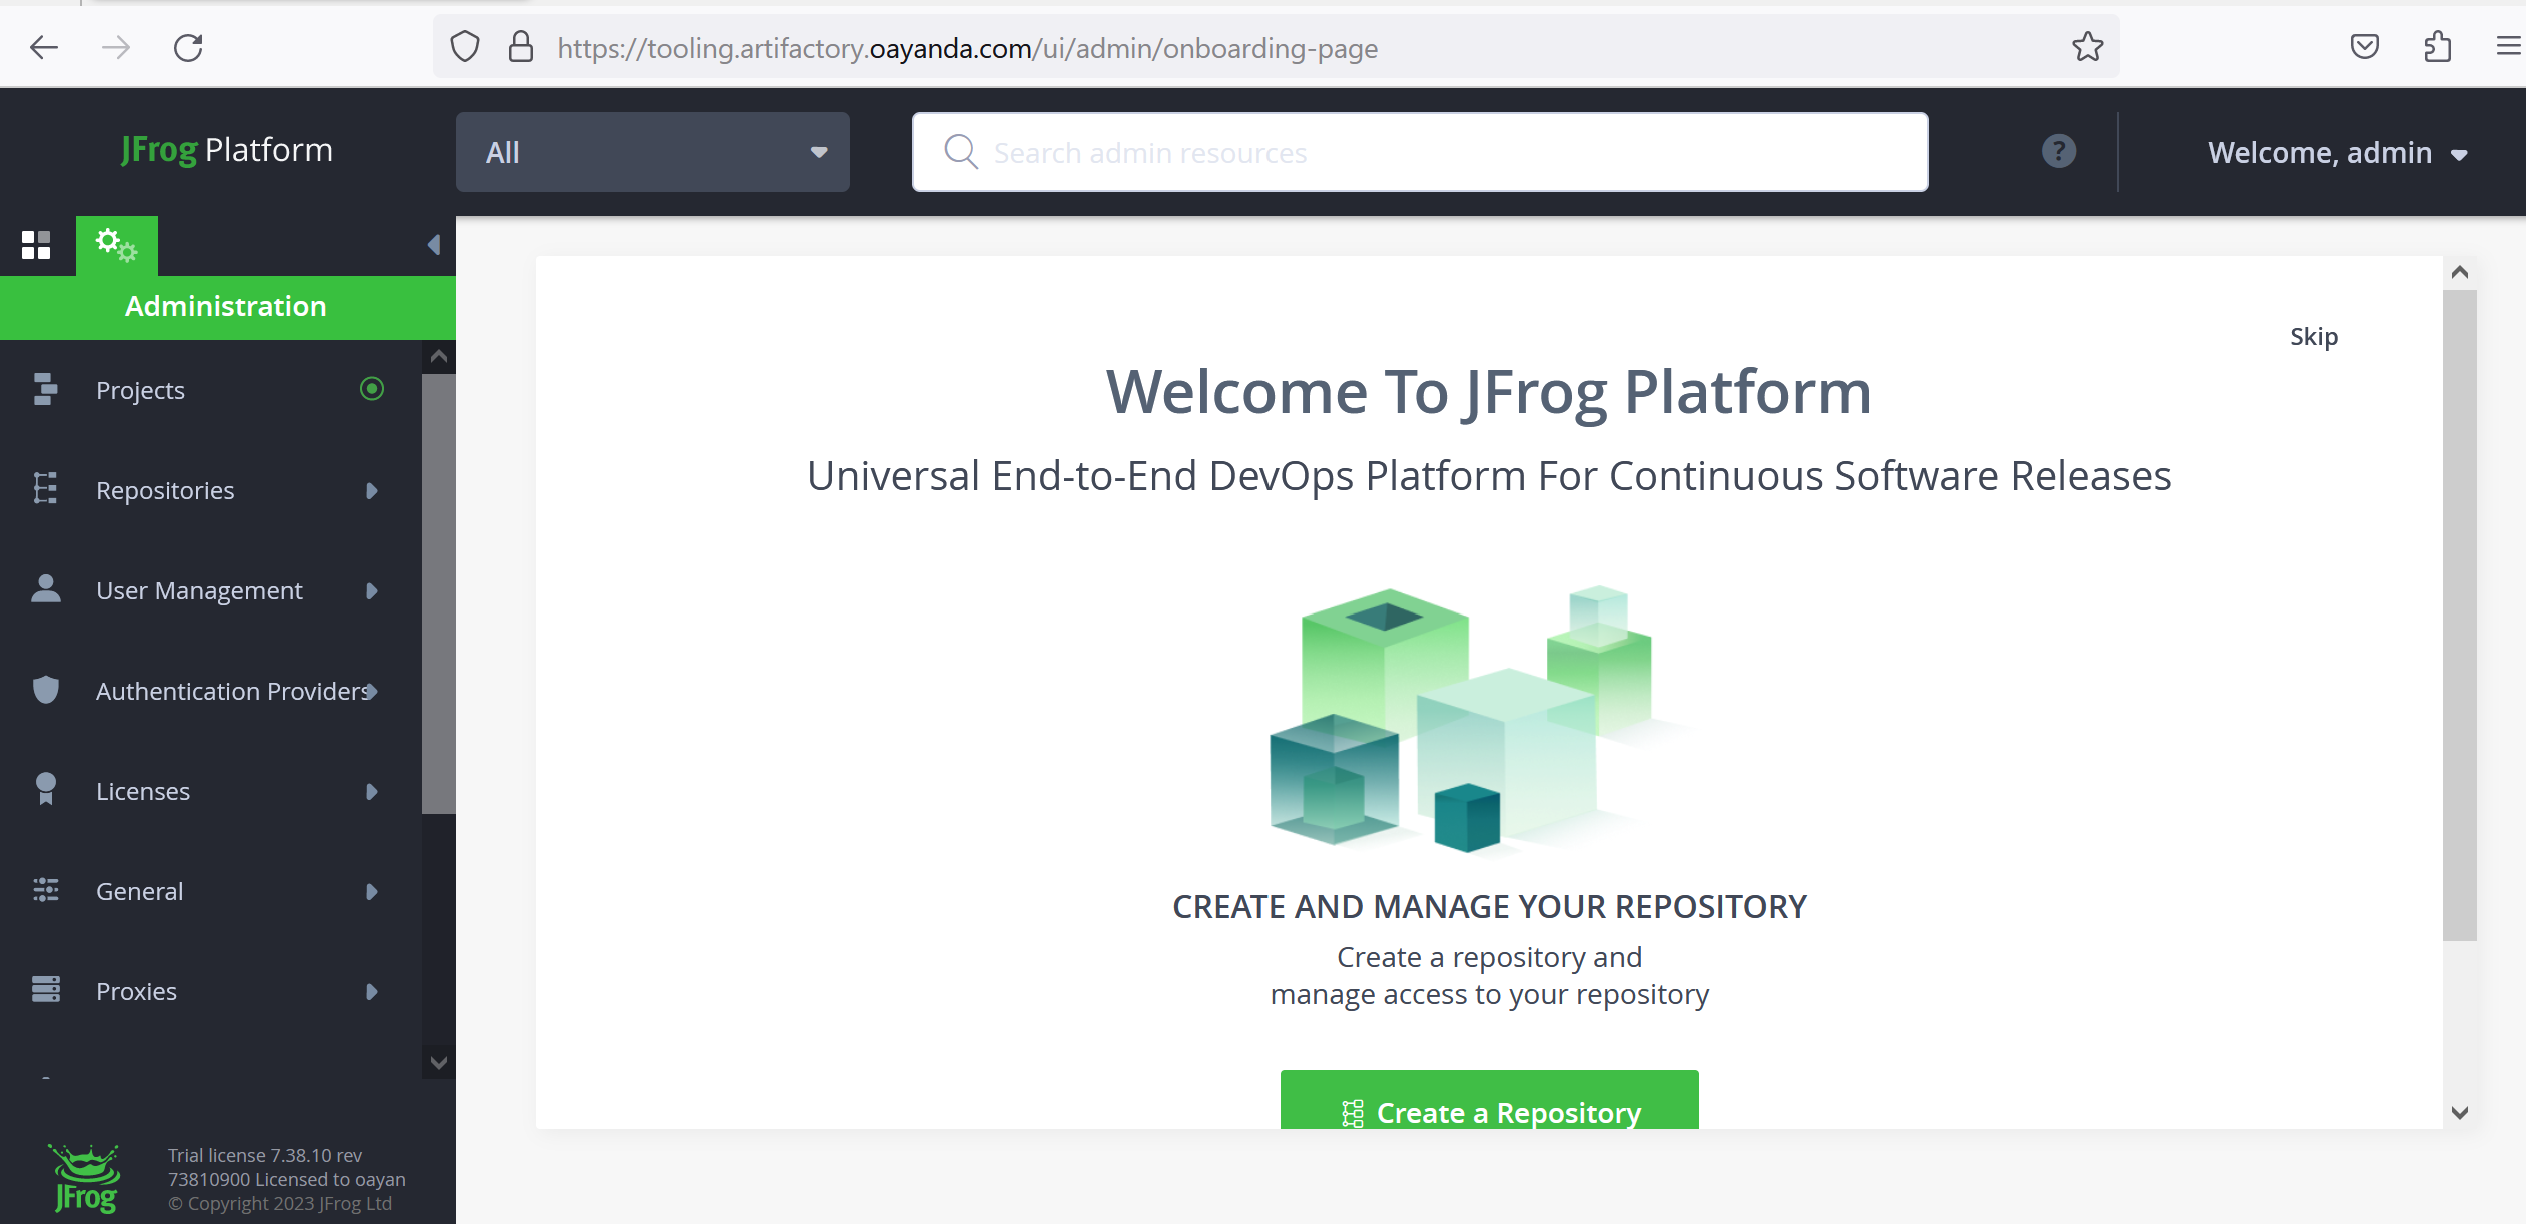 https://tooling.artifactory.oayanda.com/ui/admin/onboarding-page
JFrog Platform
All
Search admin resources
?
Welcome, admin
Administration
Projects
Repositories
User Management
Authentication Providers
Licenses
General
Proxies
Trial license 7.38.10 rev
73810900 Licensed to oayan
© Copyright 2023 JFrog Ltd
JFrog
Skip
Welcome To JFrog Platform
Universal End-to-End DevOps Platform For Continuous Software Releases
CREATE AND MANAGE YOUR REPOSITORY
Create a repository and
manage access to your repository
Create a Repository